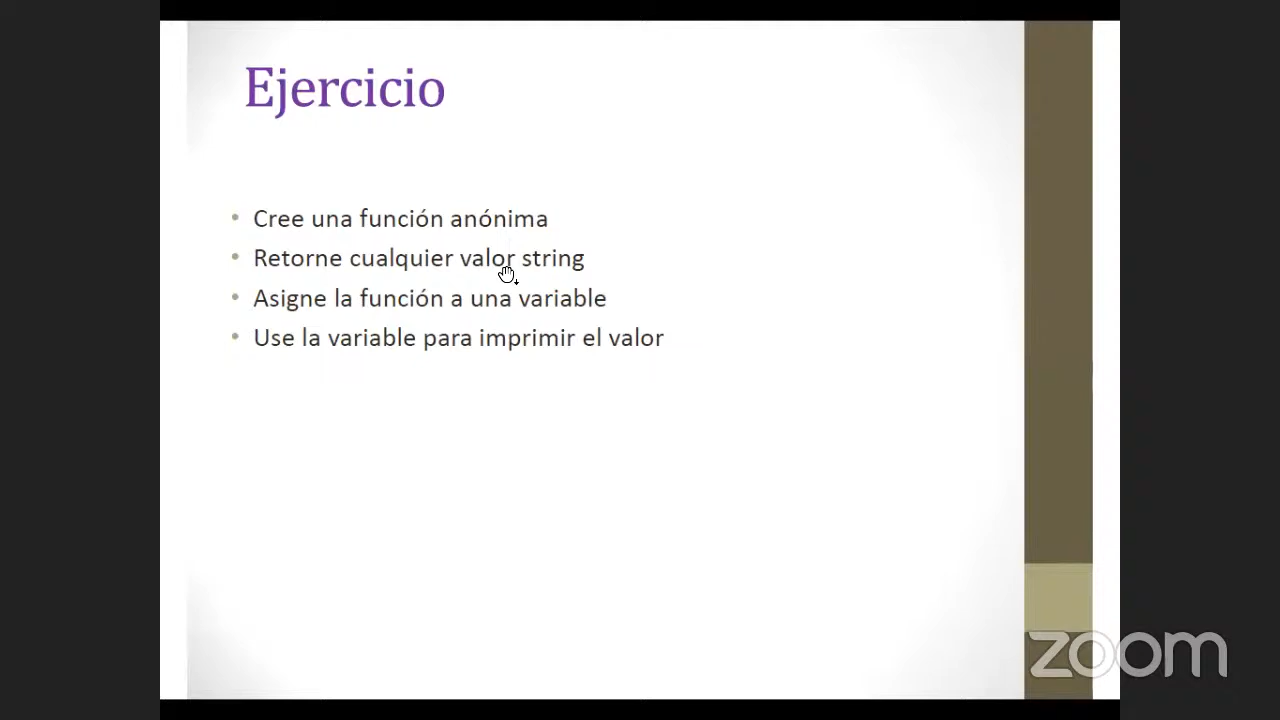 Ejercicio
• Cree una función anónima
• Retorne cualquier valor string
• Asigne la función a una variable
• Use la variable para imprimir el valor
zoom